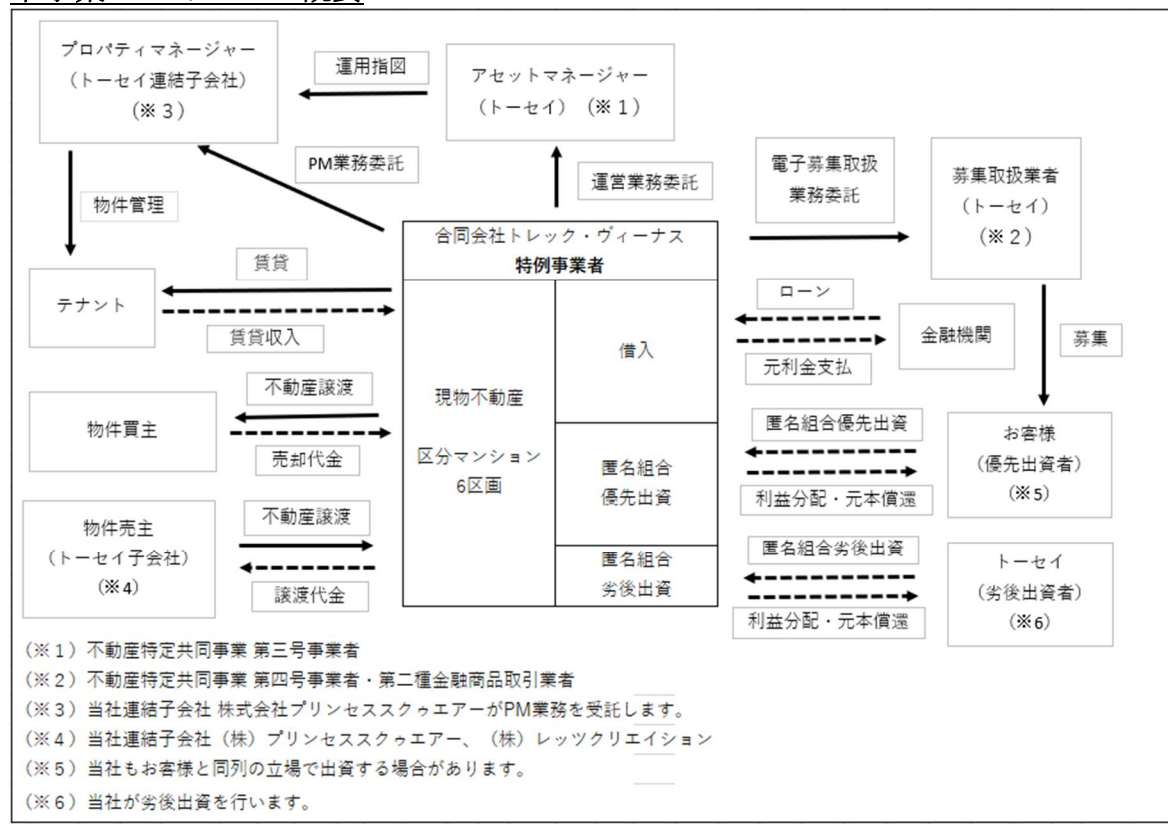 プロパティマネージャー
（トーセイ連結子会社）
（※３）
運用指図
アセットマネージャー
（トーセイ）（※１）
PM業務委託
運営業務委託
電子募集取扱
業務委託
募集取扱業者
（トーセイ）
（※２）
物件管理
合同会社トレック・ヴィーナス
特例事業者
賃貸
テナント
賃貸収入
ローン
金融機関
元利金支払
募集
借入
現物不動産
区分マンション
6区画
不動産譲渡
物件買主
売却代金
匿名組合優先出資
お客様
（優先出資者）
（※5）
利益分配・元本償還
匿名組合
優先出資
物件売主
（トーセイ子会社）
（※4）
不動産譲渡
譲渡代金
匿名組合
劣後出資
匿名組合劣後出資
トーセイ
（劣後出資者）
（※6）
利益分配・元本償還
（※１）不動産特定共同事業 第三号事業者
（※２）不動産特定共同事業 第四号事業者・第二種金融商品取引業者
（※３）当社連結子会社 株式会社プリンセススクゥエアーがPM業務を受託します。
（※４）当社連結子会社（株）プリンセススクゥエアー、（株）レッツクリエイション
（※５）当社もお客様と同列の立場で出資する場合があります。
（※６）当社が劣後出資を行います。